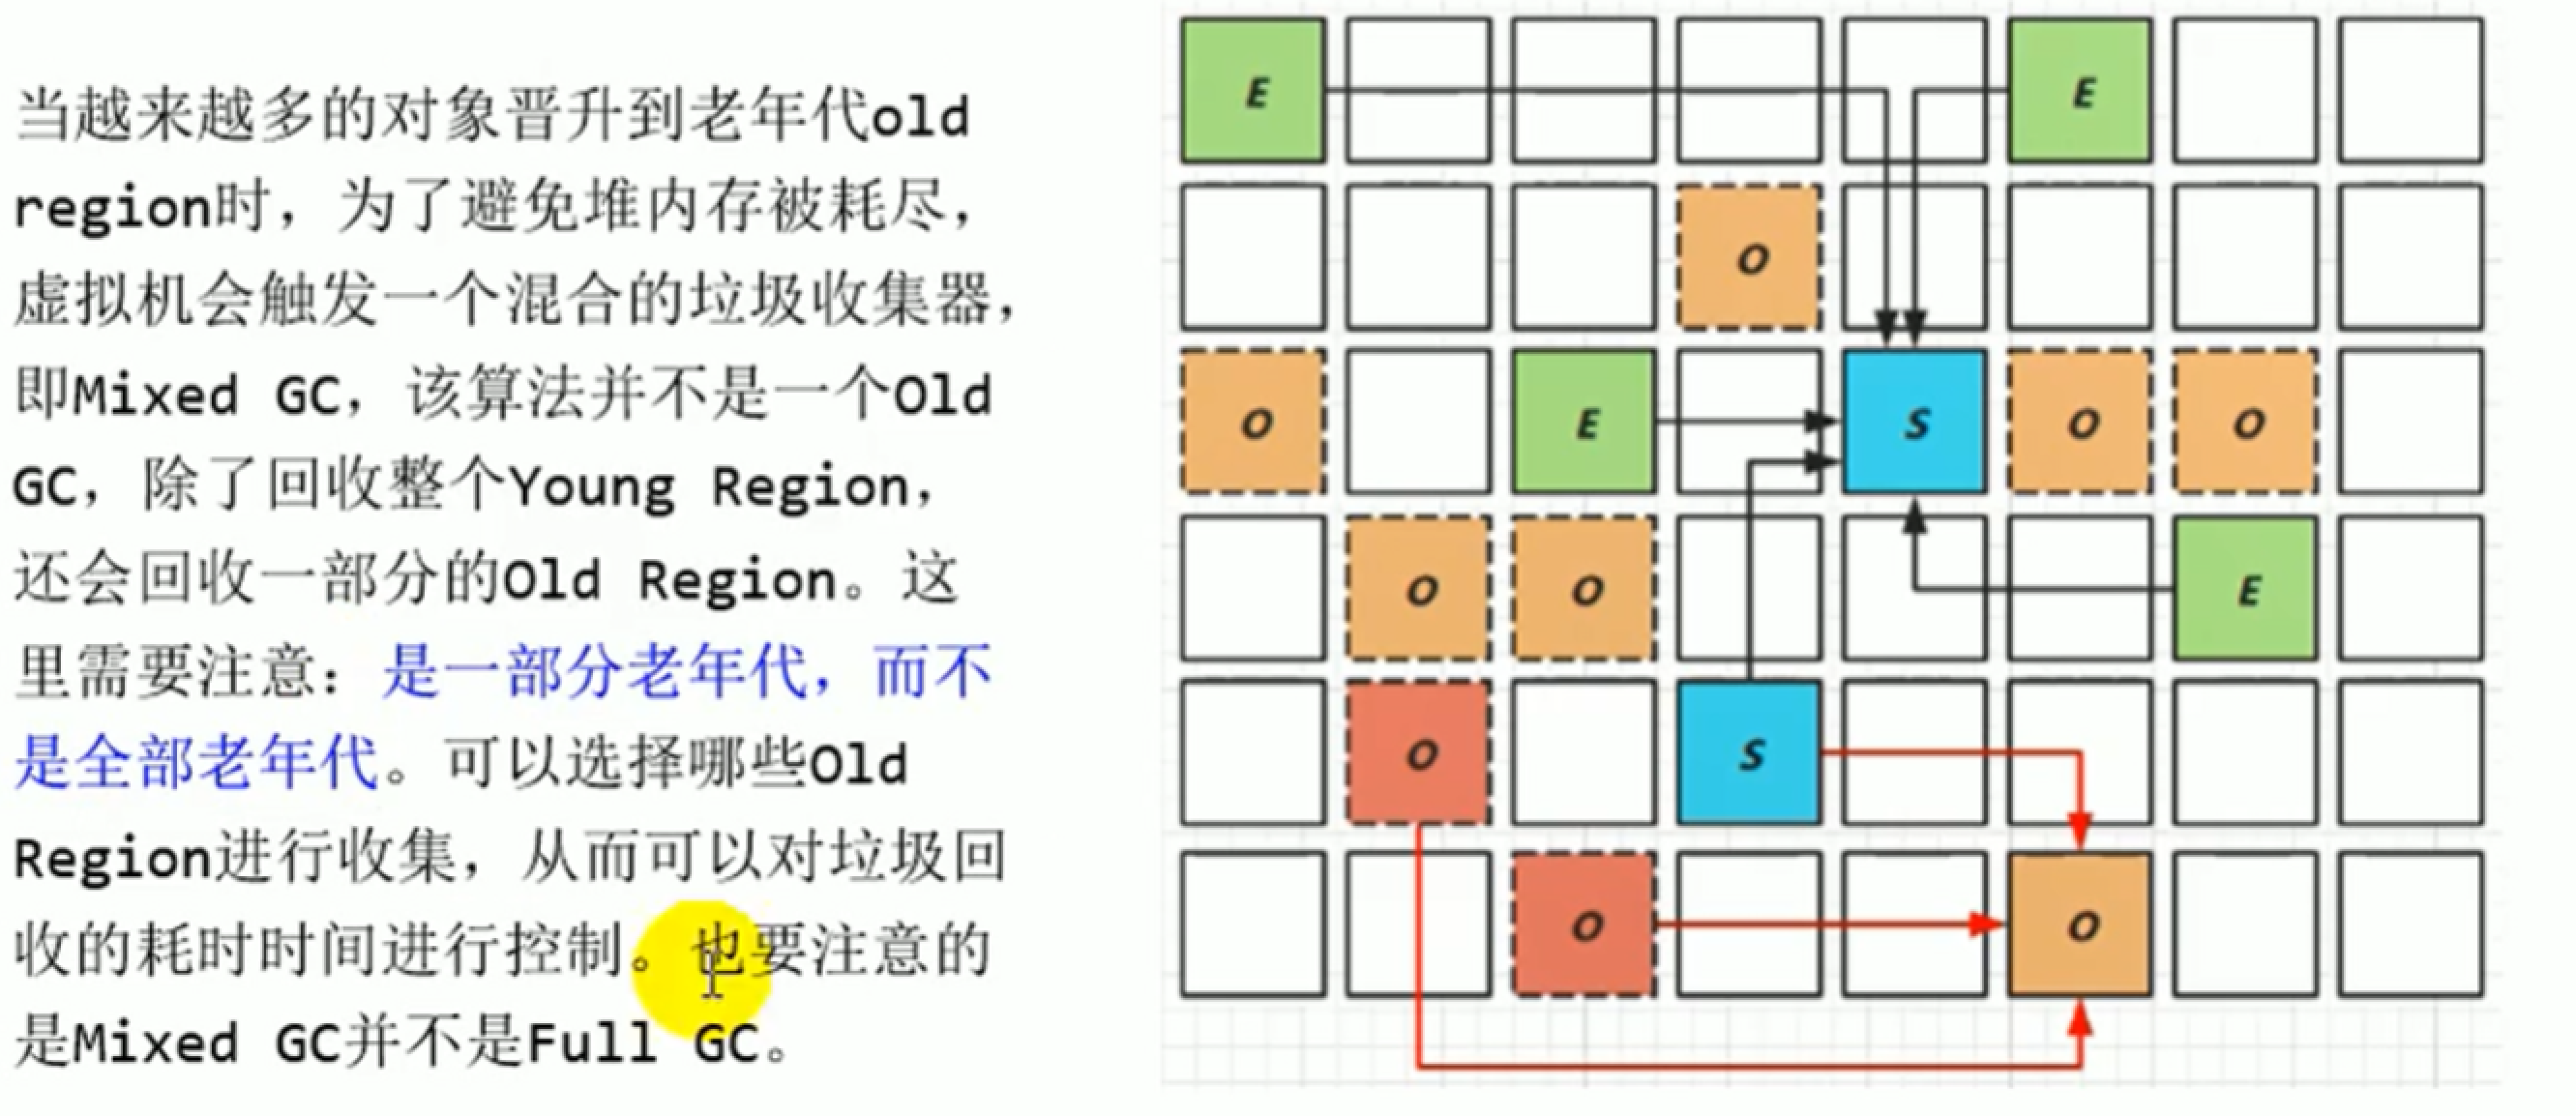 当越来越多的对象晋升到老年代old
region时，为了避免堆内存被耗尽，
虚拟机会触发一个混合的垃圾收集器，
即Mixed GC，该算法并不是一个Old
GC，除了回收整个Young Region，
还会回收一部分的Old Region。这
里需要注意：是一部分老年代，而不
是全部老年代。可以选择哪些Old
Region进行收集，从而可以对垃圾回
收的耗时时间进行控制。也要注意的
是Mixed GC并不是Full GC。
E E
O
O E S O O
O O E
O S
O O